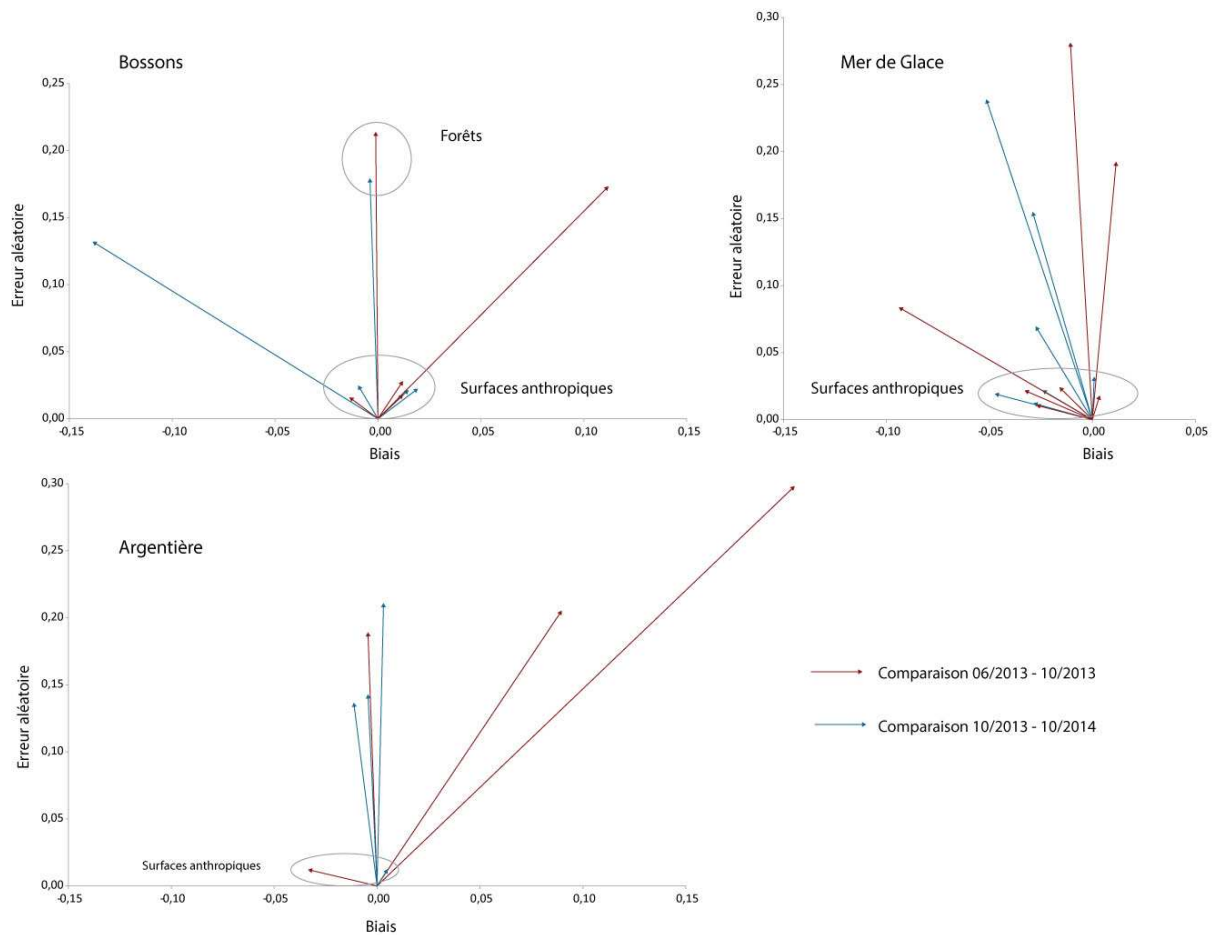 Bossons
0,25
0,20
0,15
0,10
0,05
0,00
Erreur aléatoire
-0,15
-0,10
-0,05
0,00
0,05
0,10
0,15
Biais
Forêts
Surfaces anthropiques
Mer de Glace
0,30
0,25
0,20
0,15
0,10
0,05
0,00
Erreur aléatoire
-0,15
-0,10
-0,05
0,00
0,05
Biais
Surfaces anthropiques
Argentière
0,30
0,25
0,20
0,15
0,10
0,05
0,00
Erreur aléatoire
-0,15
-0,10
-0,05
0,00
0,05
0,10
0,15
Biais
Surfaces anthropiques
Comparaison 06/2013 - 10/2013
Comparaison 10/2013 - 10/2014